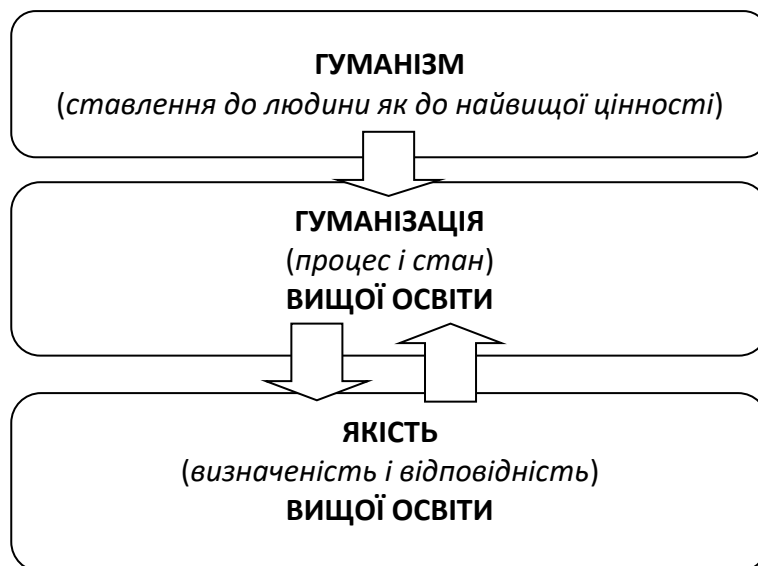 ГУМАНІЗМ
(ставлення до людини як до найвищої цінності)
ГУМАНІЗАЦІЯ
(процес і стан)
ВИЩОЇ ОСВІТИ
ЯКІСТЬ
(визначеність і відповідність)
ВИЩОЇ ОСВІТИ